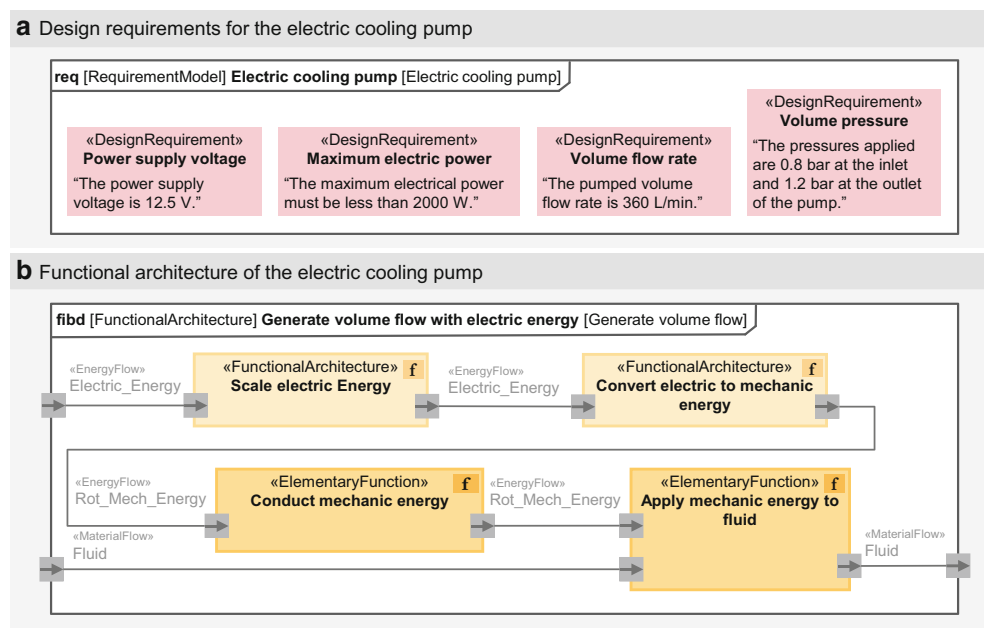 a Design requirements for the electric cooling pump
req [RequirementModel] Electric cooling pump [Electric cooling pump]
«DesignRequirement»
Power supply voltage
“The power supply
voltage is 12.5 V.”
«DesignRequirement»
Maximum electric power
“The maximum electrical power
must be less than 2000 W.”
«DesignRequirement»
Volume flow rate
“The pumped volume
flow rate is 360 L/min.”
«DesignRequirement»
Volume pressure
“The pressures applied
are 0.8 bar at the inlet
and 1.2 bar at the outlet
of the pump.”
b Functional architecture of the electric cooling pump
fibd [FunctionalArchitecture] Generate volume flow with electric energy [Generate volume flow]
«EnergyFlow»
Electric_Energy
«FunctionalArchitecture» f
Scale electric Energy
«EnergyFlow»
Electric_Energy
«FunctionalArchitecture» f
Convert electric to mechanic
energy
«EnergyFlow»
Rot_Mech_Energy
«ElementaryFunction» f
Conduct mechanic energy
«EnergyFlow»
Rot_Mech_Energy
«ElementaryFunction» f
Apply mechanic energy to
fluid
«MaterialFlow»
Fluid
«MaterialFlow»
Fluid